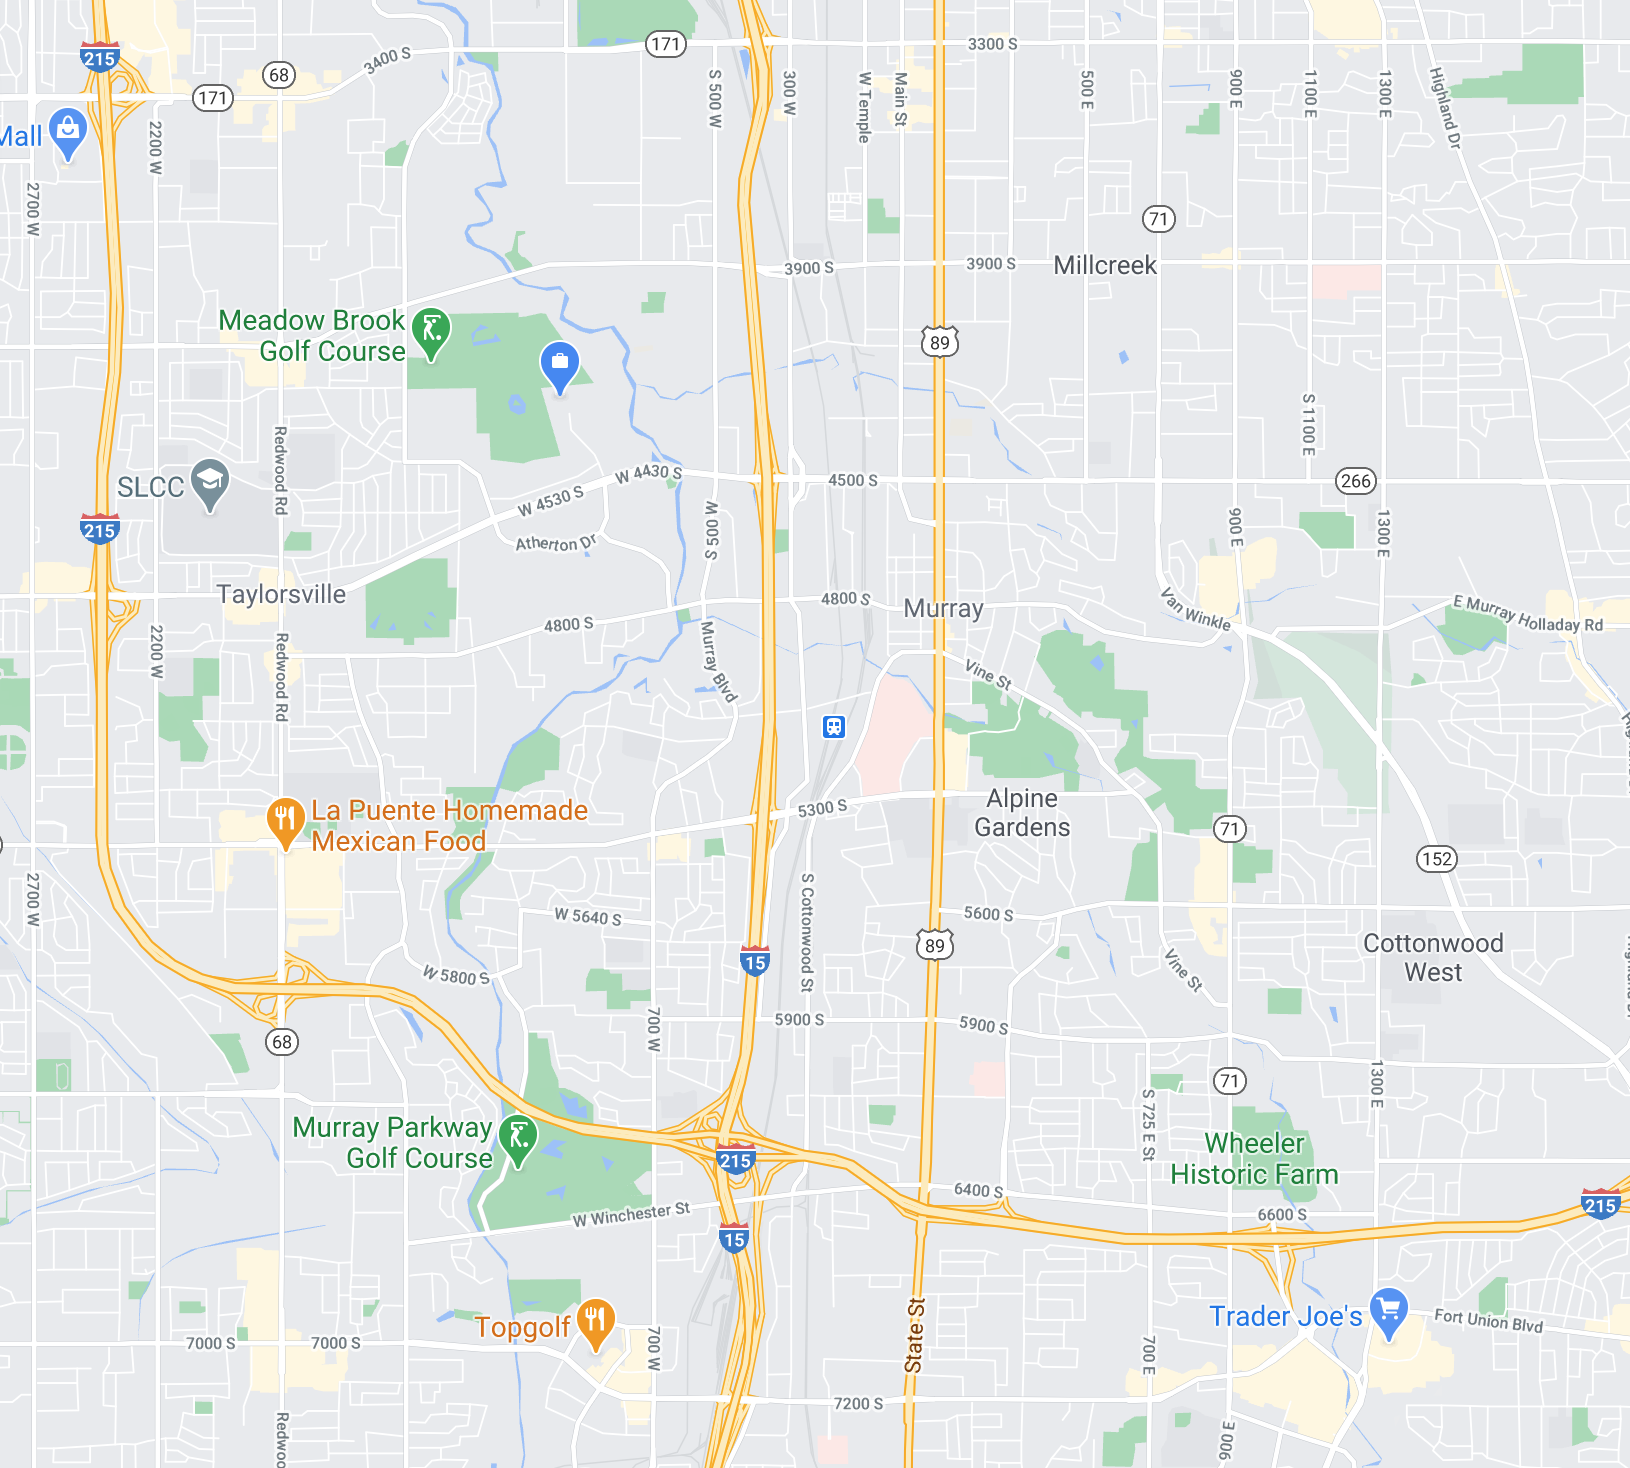 215
3400 S
171
3300 S
68
171
Mall
2200 W
2700 W
S 500 W
300 W
W Temple
Main St
500 E
900 E
1100 E
1300 E
Highland Dr
71
3900 S
3900 S
Millcreek
Meadow Brook
Golf Course
89
S 1100 E
Redwood Rd
SLCC
W 4530 S
W 4430 S
4500 S
266
215
Atherton Dr
S 500 W
900 E
1300 E
Taylorsville
4800 S
4800 S
Murray
Van Winkle
E Murray Holladay Rd
2200 W
Redwood Rd
Murray Blvd
Vine St
La Puente Homemade
Mexican Food
5300 S
Alpine
Gardens
71
152
2700 W
W 5640 S
S Cottonwood St
5600 S
89
Cottonwood
West
15
W 5800 S
Vine St
700 W
5900 S
5900 S
68
71
1300 E
S 725 E St
Murray Parkway
Golf Course
Wheeler
Historic Farm
215
6400 S
W Winchester St
6600 S
215
15
Topgolf
State St
Trader Joe's
Fort Union Blvd
7000 S
7000 S
700 W
700 E
7200 S
Redwoo
900 E